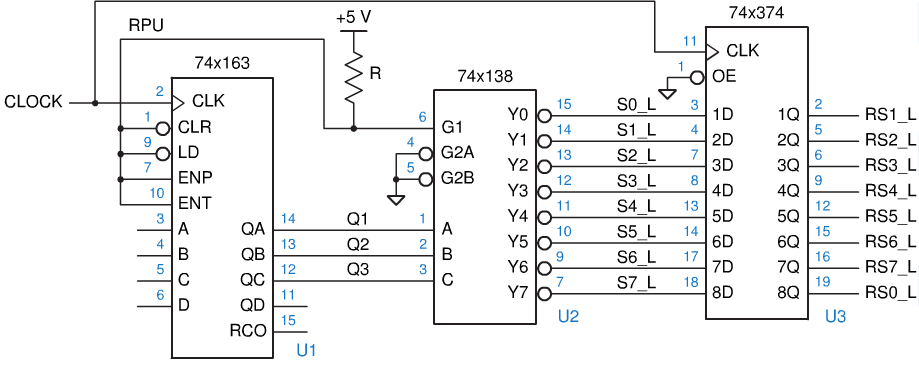 74x374
+5 V
RPU
11 CLK
74x163
R
74x138
1 OE
CLOCK 2 CLK
15 S0_L 3 2
Y0 1D 1Q RS1_L
1 CLR 6 G1
14 S1_L 4 5
Y1 2D 2Q RS2_L
9 LD 4 G2A
13 S2_L 7 6
Y2 3D 3Q RS3_L
7 ENP 5 G2B
12 S3_L 8 9
Y3 4D 4Q RS4_L
10 ENT
11 S4_L 13 12
Y4 5D 5Q RS5_L
3 A QA 14 Q1 1 A
10 S5_L 14 15
Y5 6D 6Q RS6_L
4 B QB 13 Q2 2 B
9 S6_L 17 16
Y6 7D 7Q RS7_L
5 C QC 12 Q3 3 C
7 S7_L 18 19
Y7 8D 8Q RS0_L
6 D QD 11
RCO 15
U1
U2
U3